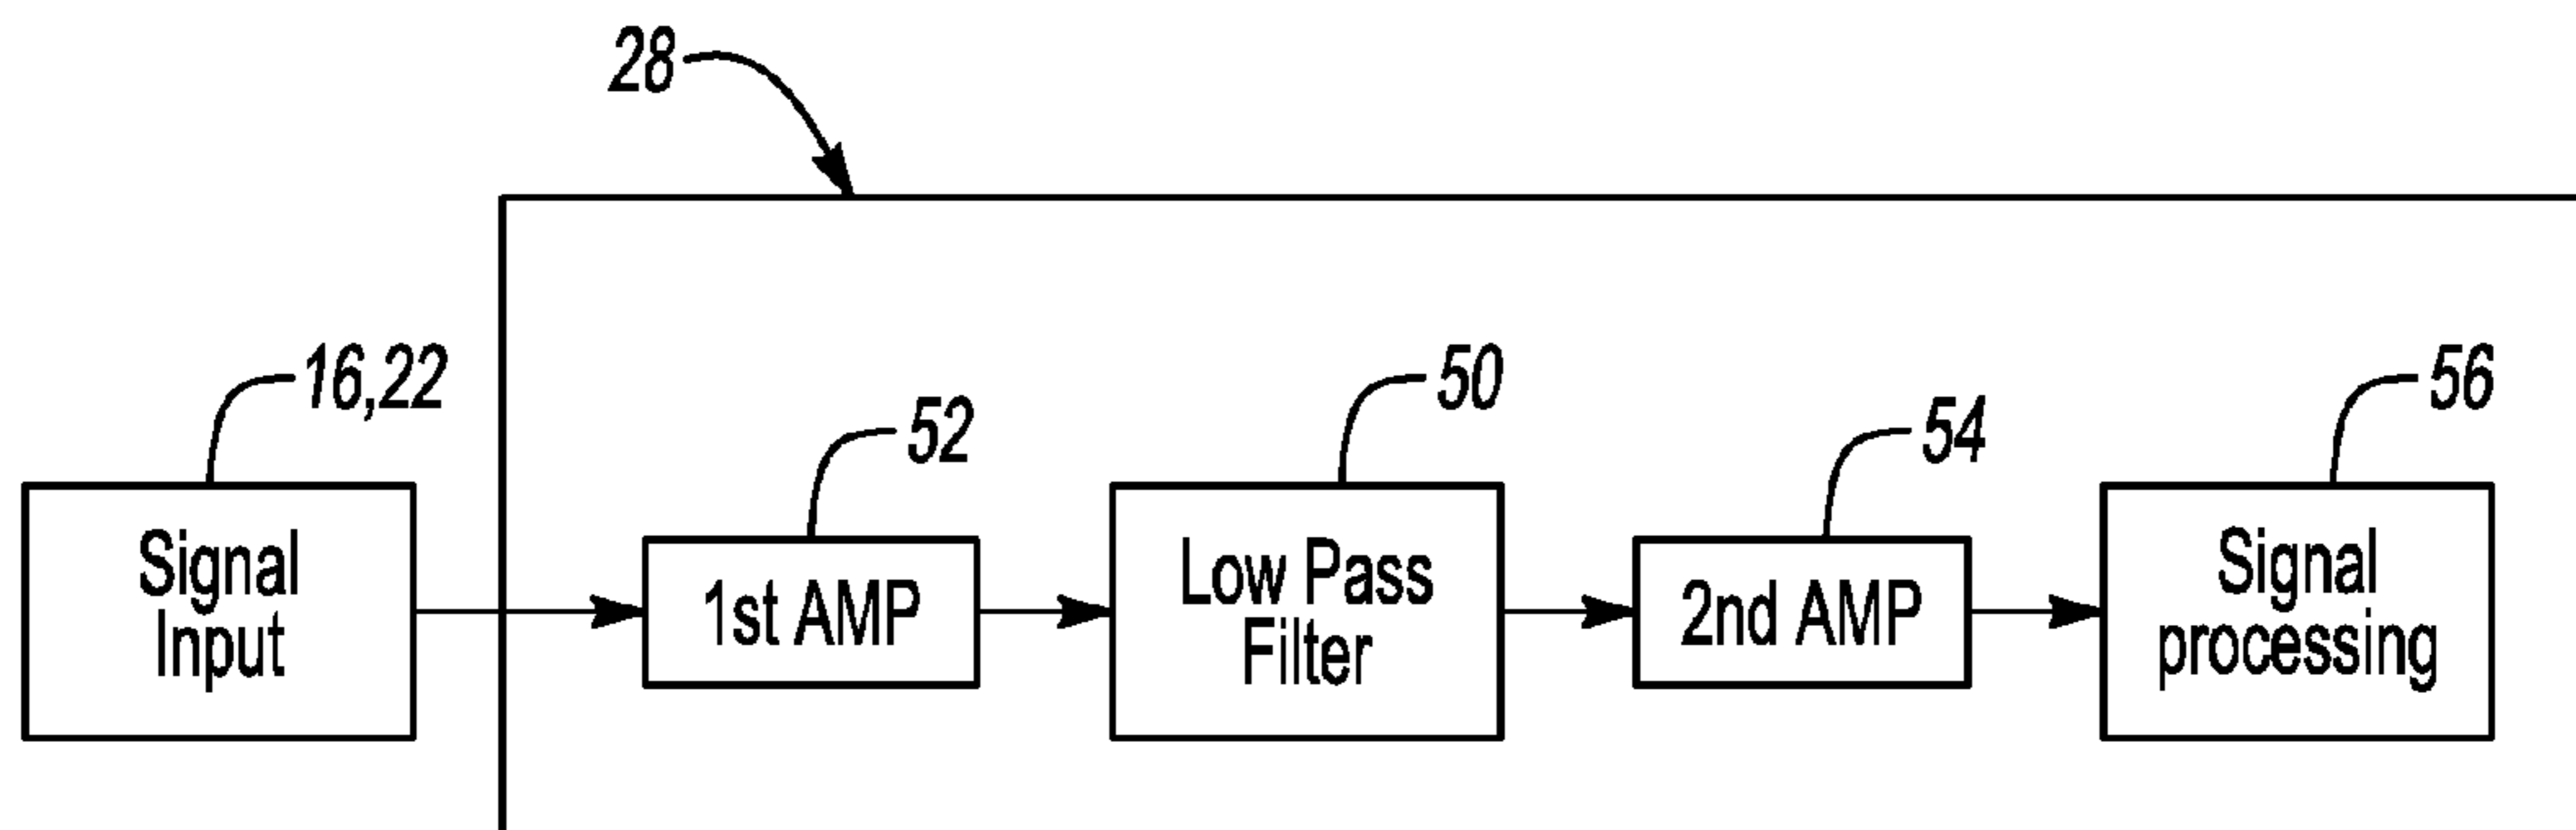 28
16,22
52
50
54
56
Signal
Input
1st AMP
Low Pass
Filter
2nd AMP
Signal
processing